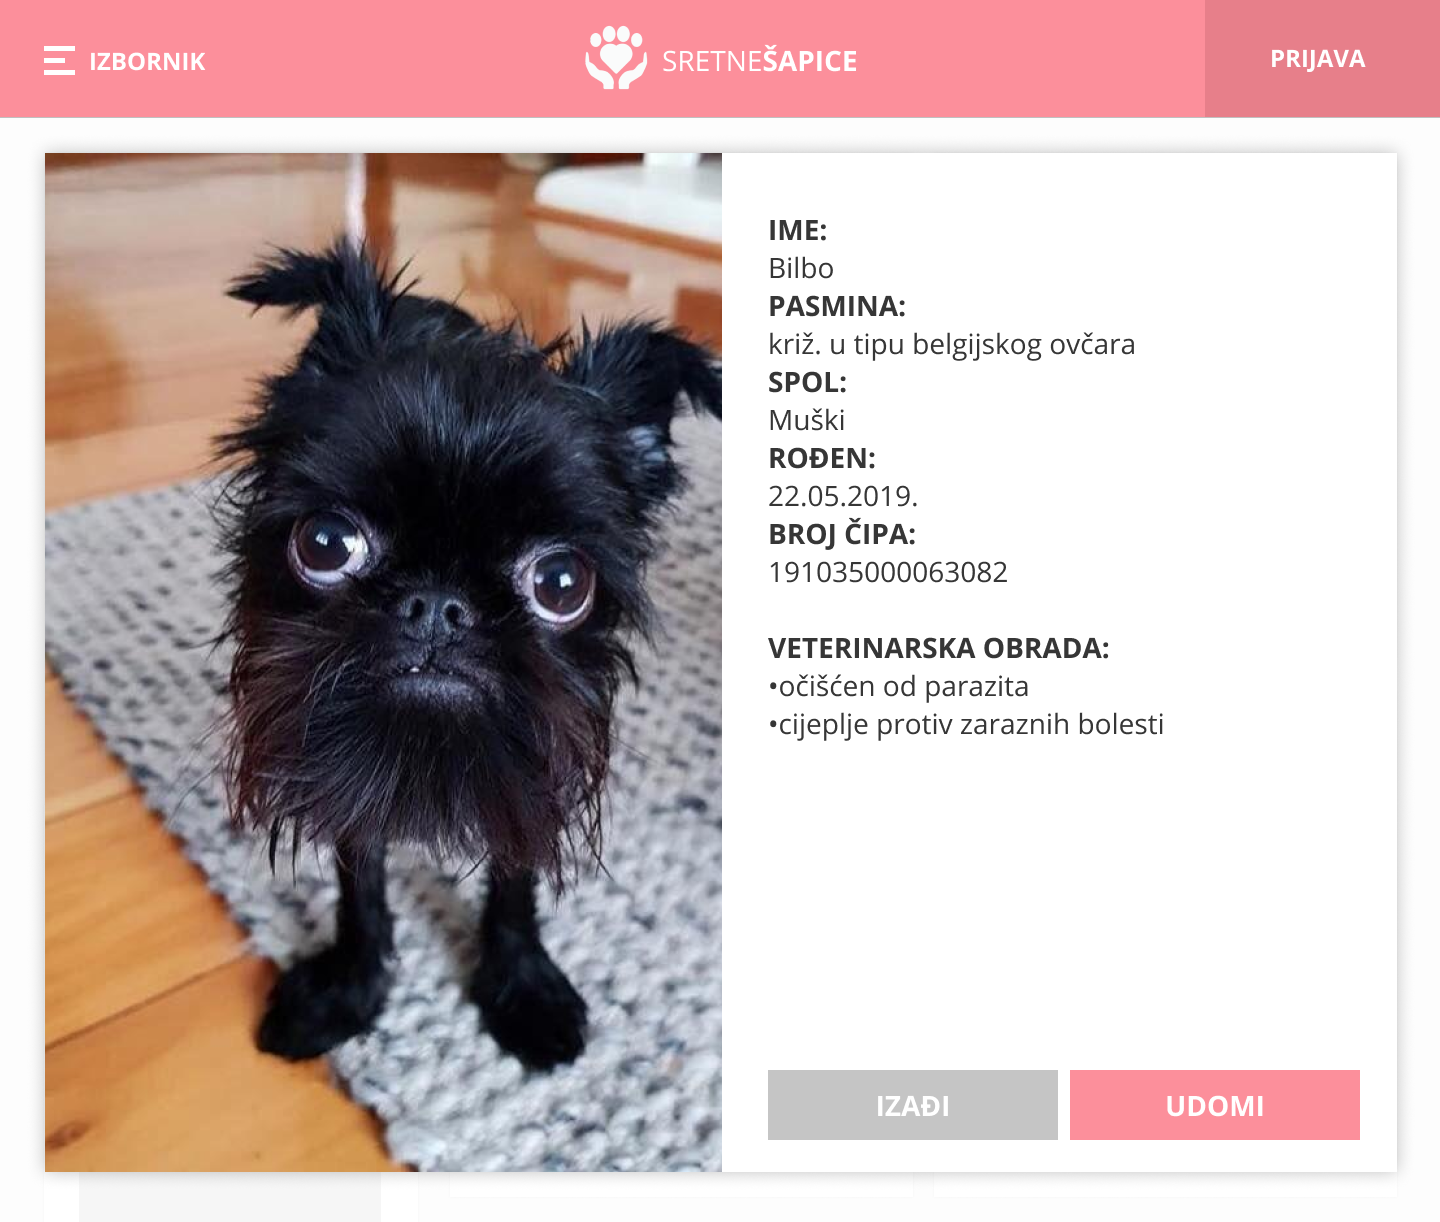 IZBORNIK
SRETNEŠAPICE
PRIJAVA
IME:
Bilbo
PASMINA:
križ. u tipu belgijskog ovčara
SPOL:
Muški
ROĐEN:
22.05.2019.
BROJ ČIPA:
191035000063082
VETERINARSKA OBRADA:
•očišćen od parazita
•cijeplje protiv zaraznih bolesti
IZAĐI
UDOMI